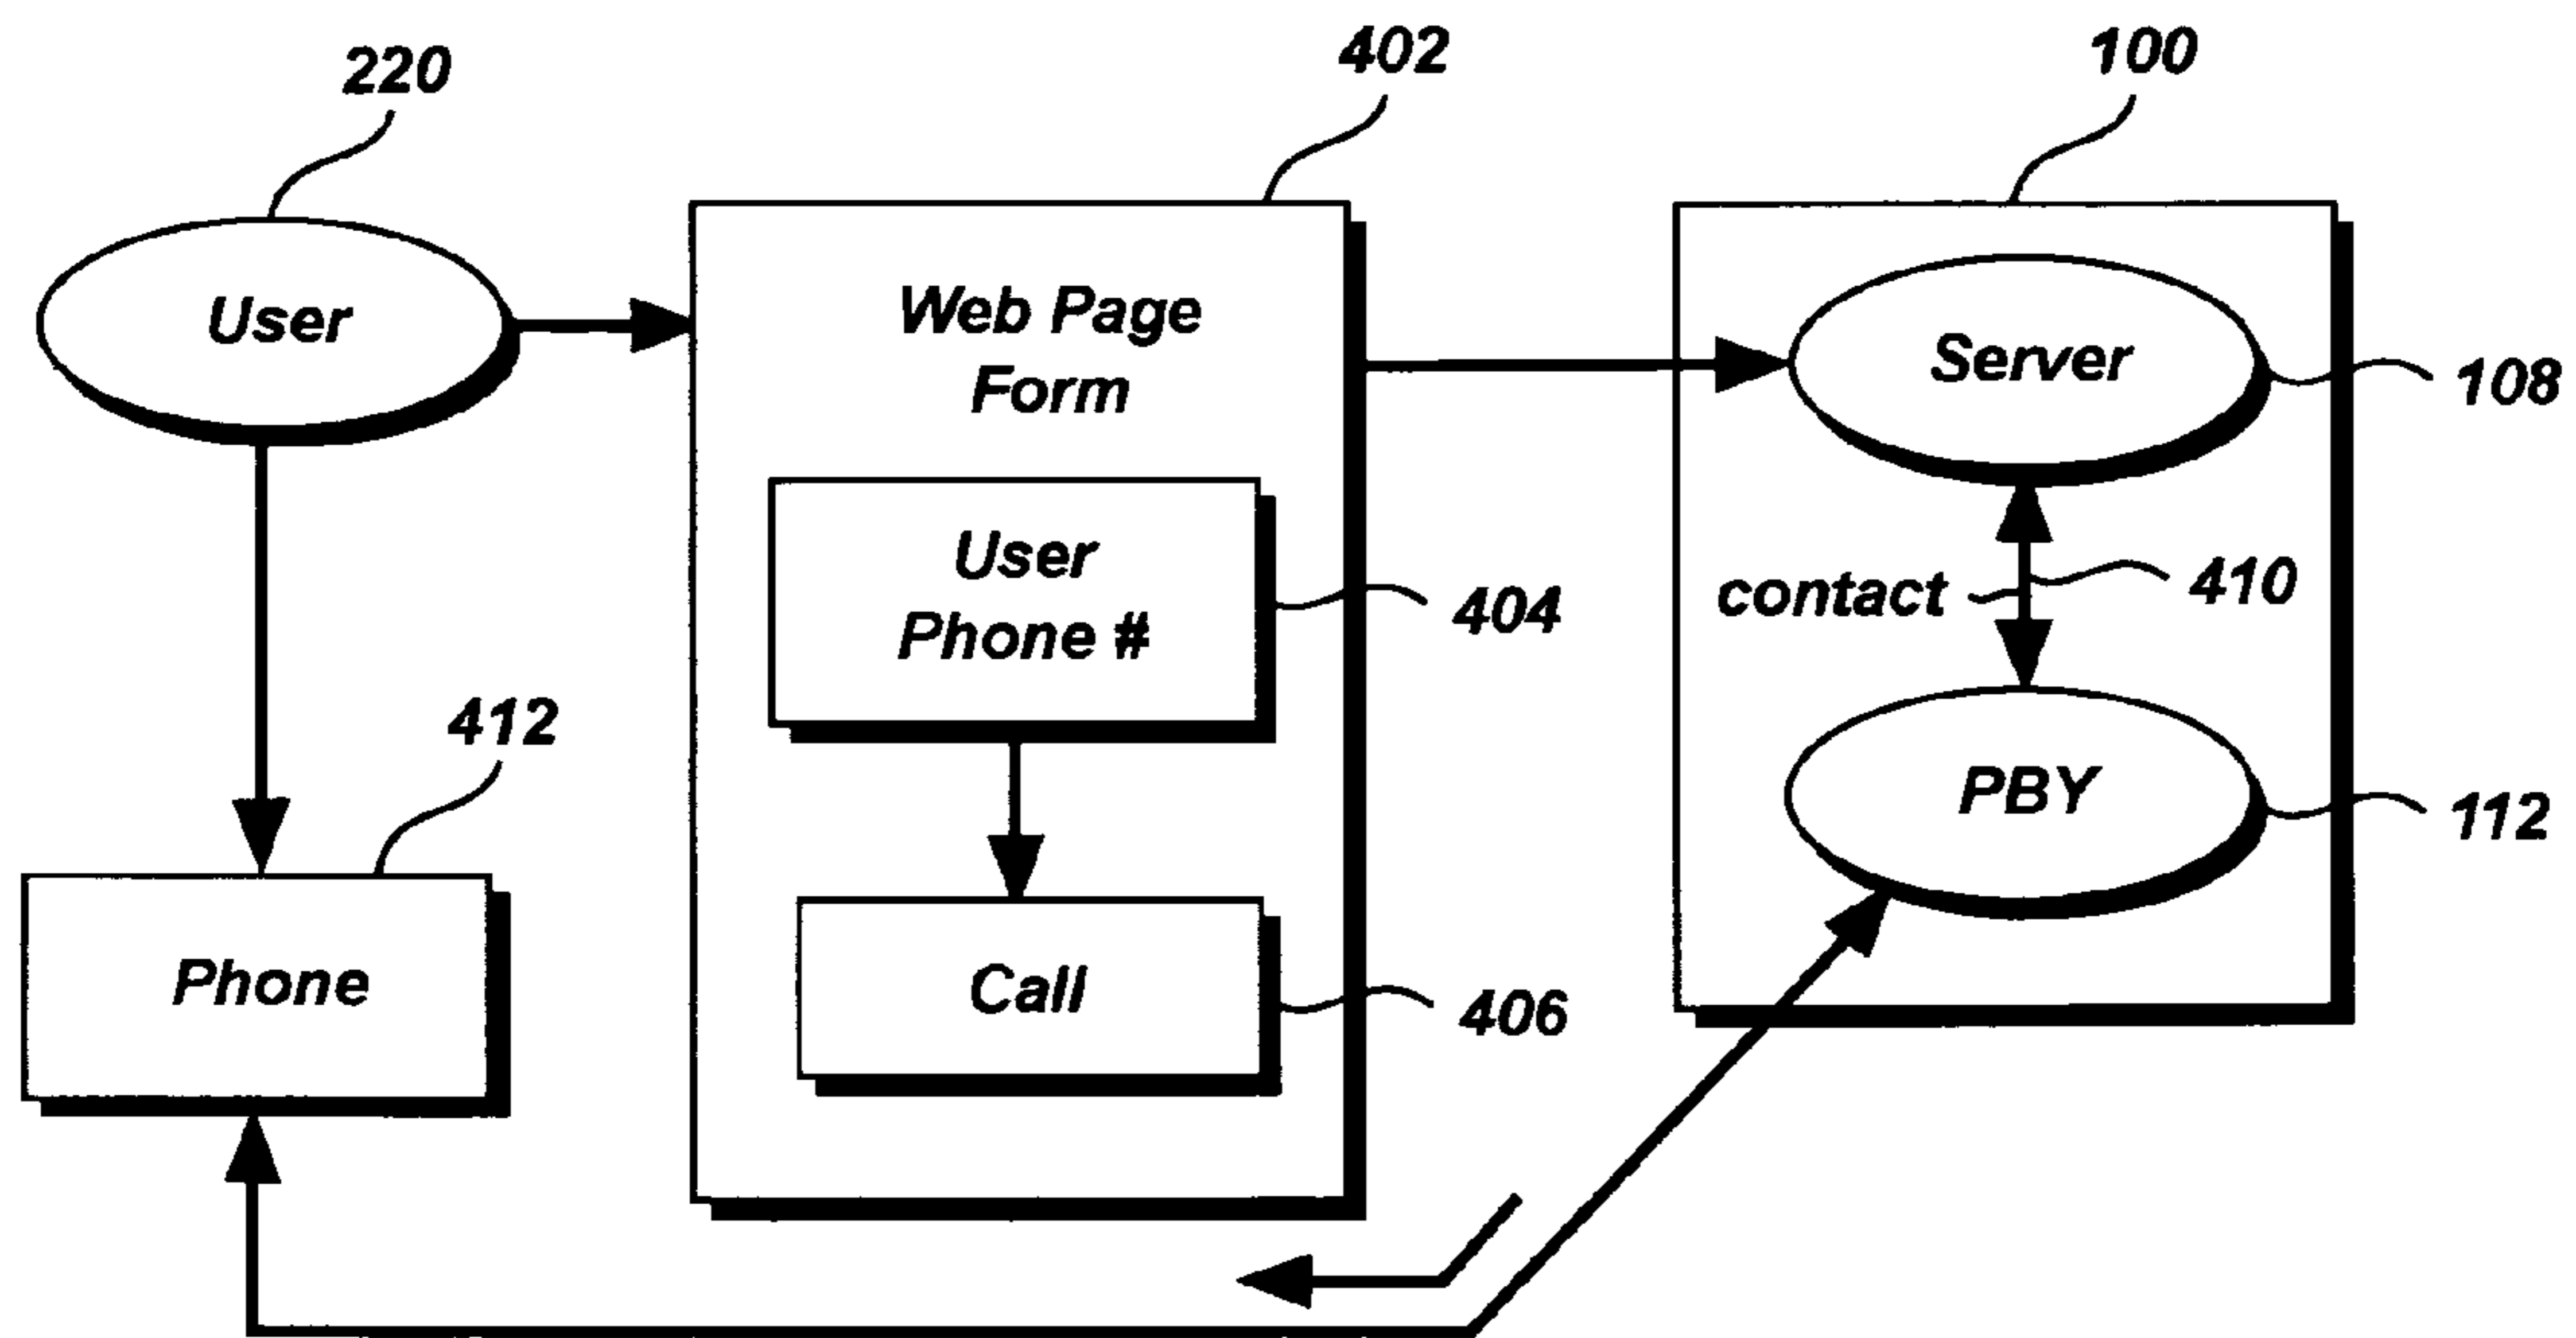 220
402
100
User
Web Page
Form
Server
108
User
Phone #
404
contact
410
412
PBY
112
Phone
Call
406